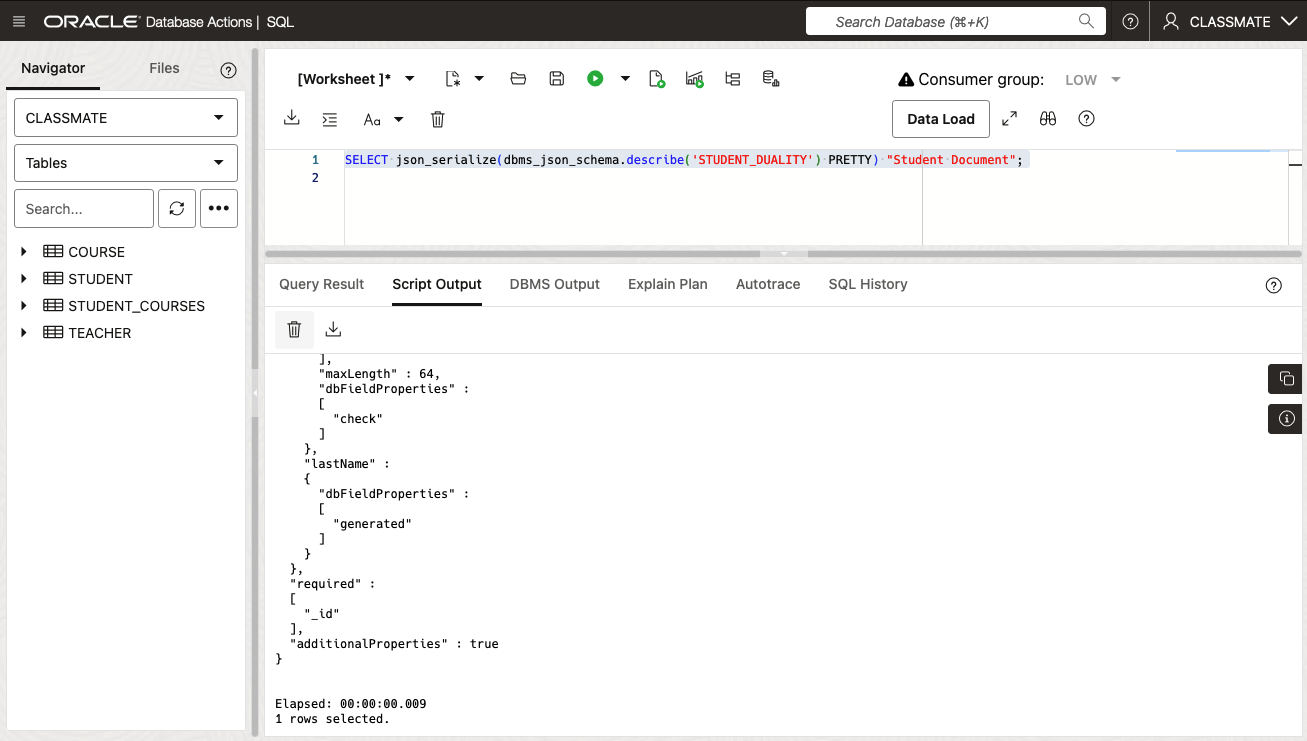 ORACLE Database Actions | SQL
Search Database (⌘+K)
CLASSMATE
Navigator
Files
CLASSMATE
Tables
Search...
COURSE
STUDENT
STUDENT_COURSES
TEACHER
[Worksheet ]*
Consumer group: LOW
Aa
Data Load
1 SELECT json_serialize(dbms_json_schema.describe('STUDENT_DUALITY') PRETTY) "Student Document";
2
Query Result
Script Output
DBMS Output
Explain Plan
Autotrace
SQL History
],
"maxLength" : 64,
"dbFieldProperties" :
[
"check"
]
},
"lastName" :
{
"dbFieldProperties" :
[
"generated"
]
}
},
"required" :
[
"_id"
],
"additionalProperties" : true
}
Elapsed: 00:00:00.009
1 rows selected.